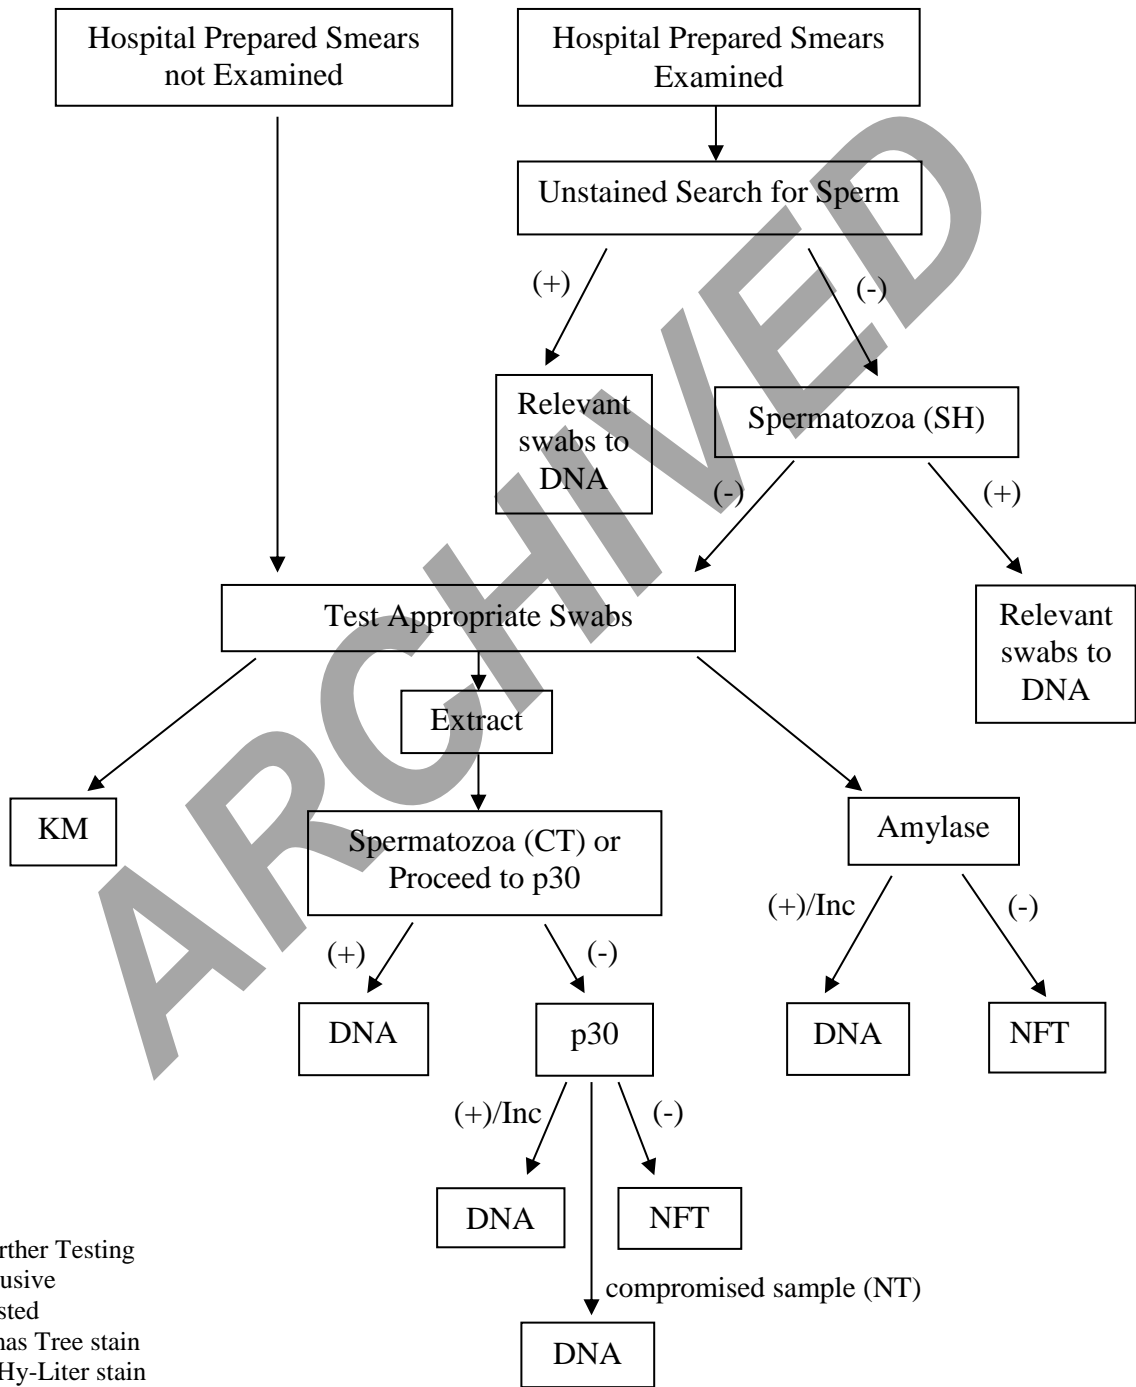 Hospital Prepared Smears
not Examined
Hospital Prepared Smears
Examined
Unstained Search for Sperm
(+)
(-)
Relevant
swabs to
DNA
Spermatozoa (SH)
(-)
(+)
Test Appropriate Swabs
Relevant
swabs to
DNA
Extract
KM
Spermatozoa (CT) or
Proceed to p30
Amylase
(+)
(-)
(+)/Inc
(-)
DNA
p30
DNA
NFT
(+)/Inc
(-)
DNA
NFT
compromised sample (NT)
DNA
rther Testing
usive
sted
nas Tree stain
Hy-Liter stain
ARCHIVED